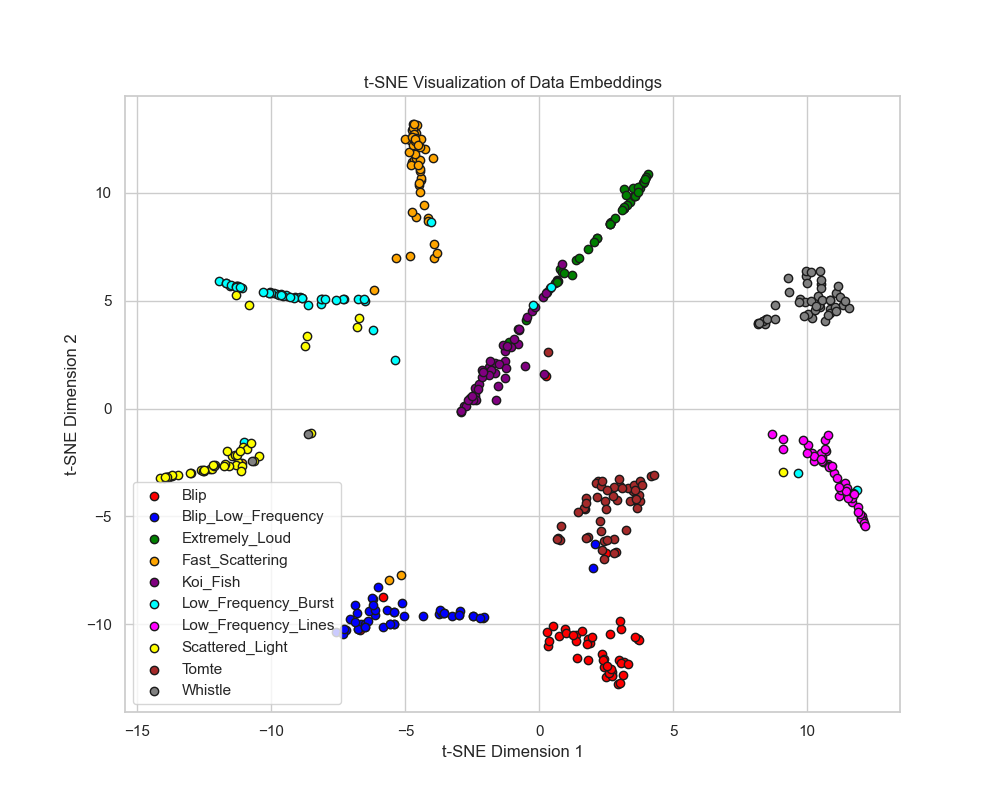 t-SNE Visualization of Data Embeddings
t-SNE Dimension 2
10
5
0
−5
−10
Blip
Blip_Low_Frequency
Extremely_Loud
Fast_Scattering
Koi_Fish
Low_Frequency_Burst
Low_Frequency_Lines
Scattered_Light
Tomte
Whistle
−15
−10
−5
0
5
10
t-SNE Dimension 1